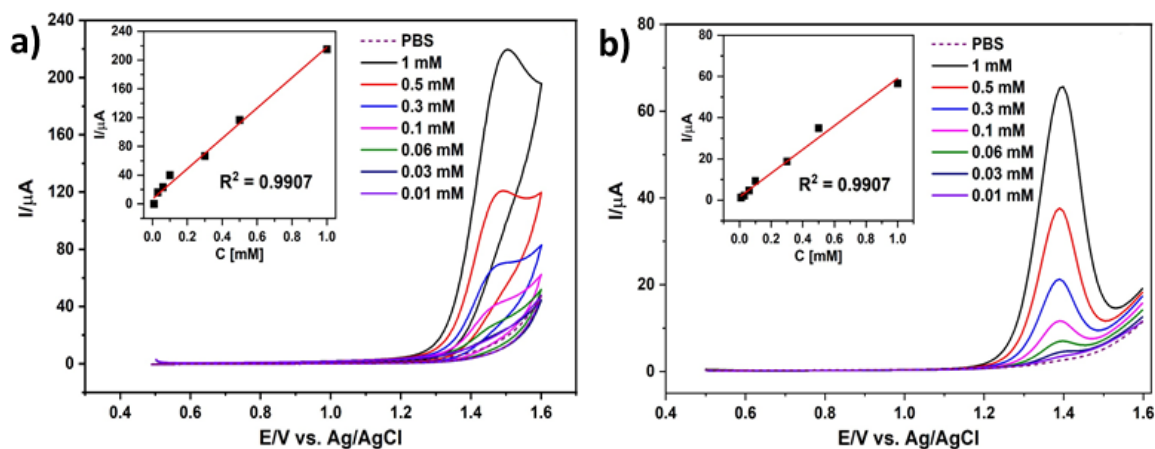 a)
240
200
160
120
80
40
0
I/µA
0.4 0.6 0.8 1.0 1.2 1.4 1.6
E/V vs. Ag/AgCl
240
200
160
120
80
40
0
I/µA
0.0 0.2 0.4 0.6 0.8 1.0
C [mM]
R² = 0.9907
PBS
1 mM
0.5 mM
0.3 mM
0.1 mM
0.06 mM
0.03 mM
0.01 mM
b)
80
60
40
20
0
I/µA
0.4 0.6 0.8 1.0 1.2 1.4 1.6
E/V vs. Ag/AgCl
80
60
40
20
0
I/µA
0.0 0.2 0.4 0.6 0.8 1.0
C [mM]
R² = 0.9907
PBS
1 mM
0.5 mM
0.3 mM
0.1 mM
0.06 mM
0.03 mM
0.01 mM